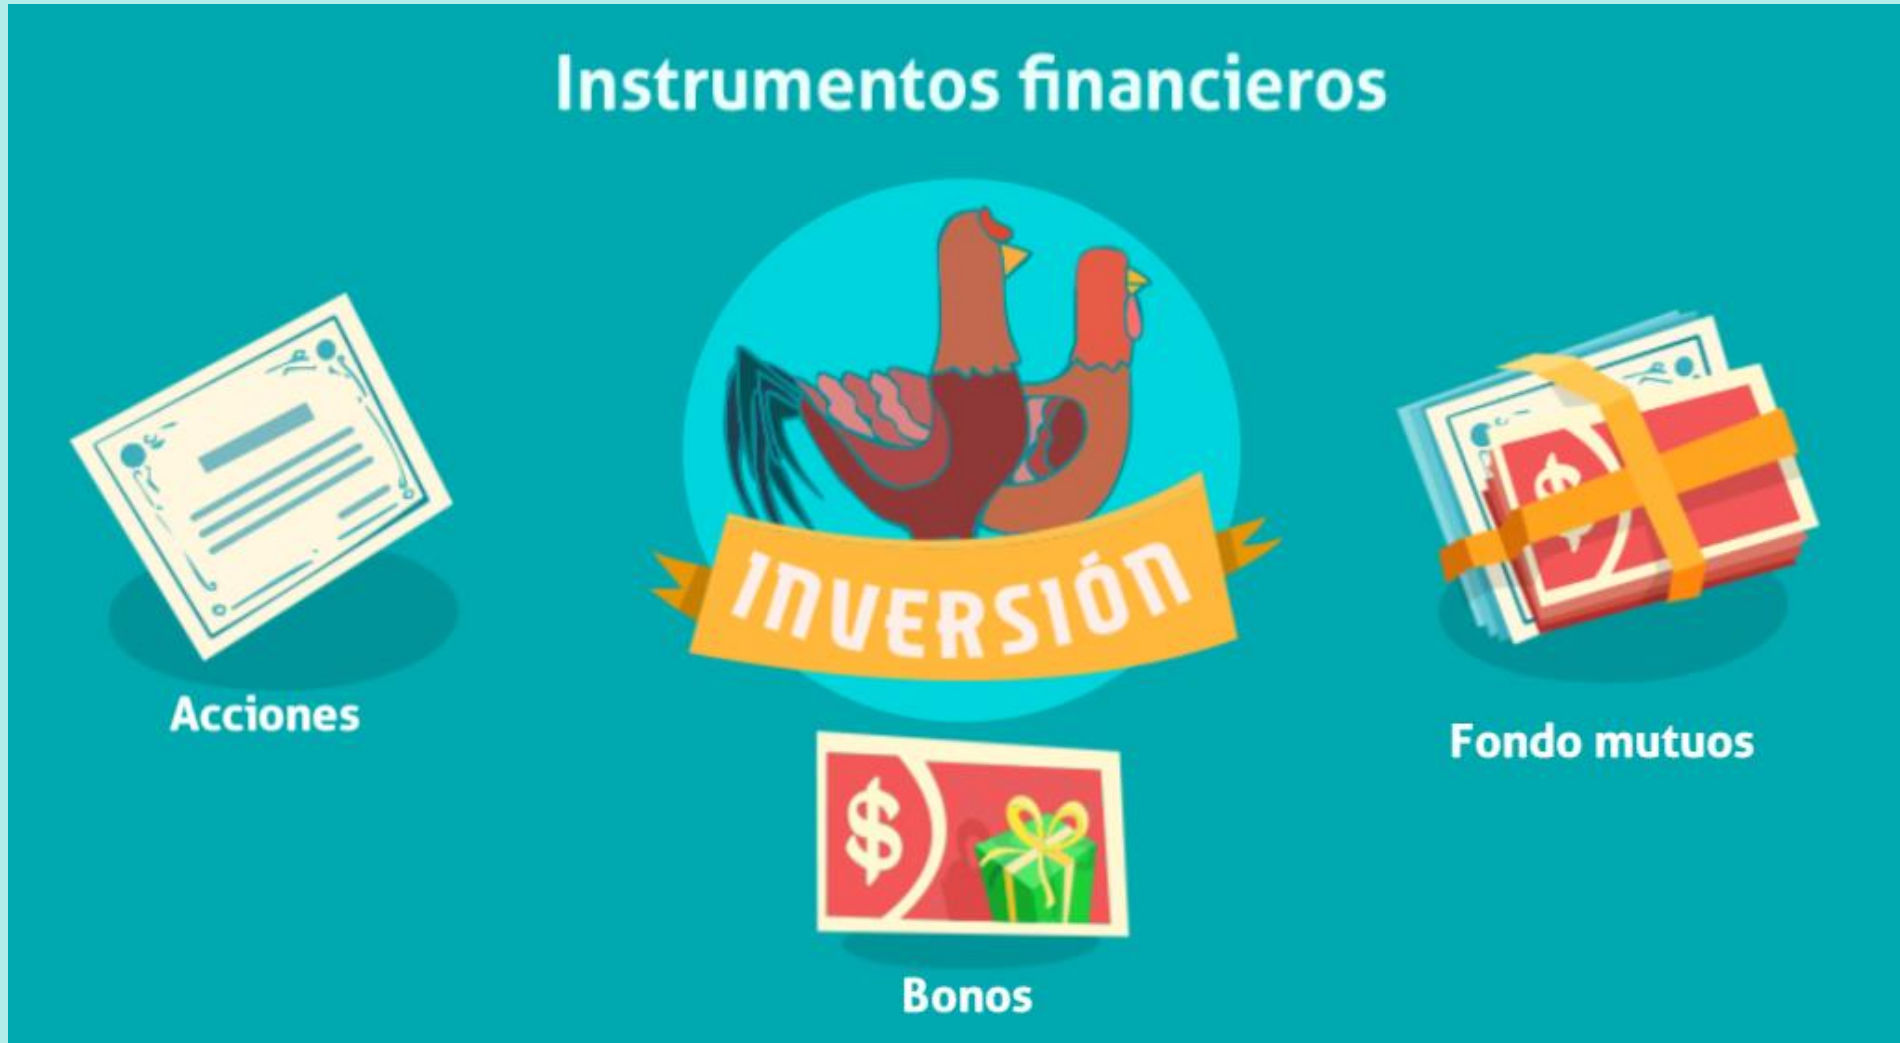 Instrumentos financieros
INVERSIÓN
Acciones
Fondo mutuos
$
$
Bonos